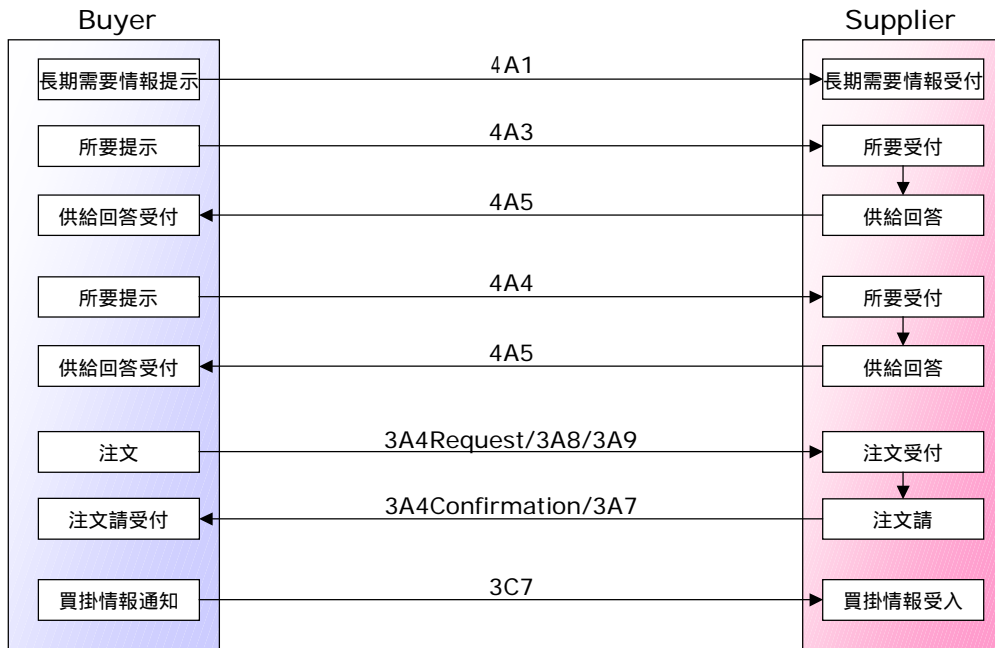 Buyer
Supplier
長期需要情報提示
4A1
長期需要情報受付
所要提示
4A3
所要受付
供給回答受付
4A5
供給回答
所要提示
4A4
所要受付
供給回答受付
4A5
供給回答
注文
3A4Request/3A8/3A9
注文受付
注文請受付
3A4Confirmation/3A7
注文請
買掛情報通知
3C7
買掛情報受入